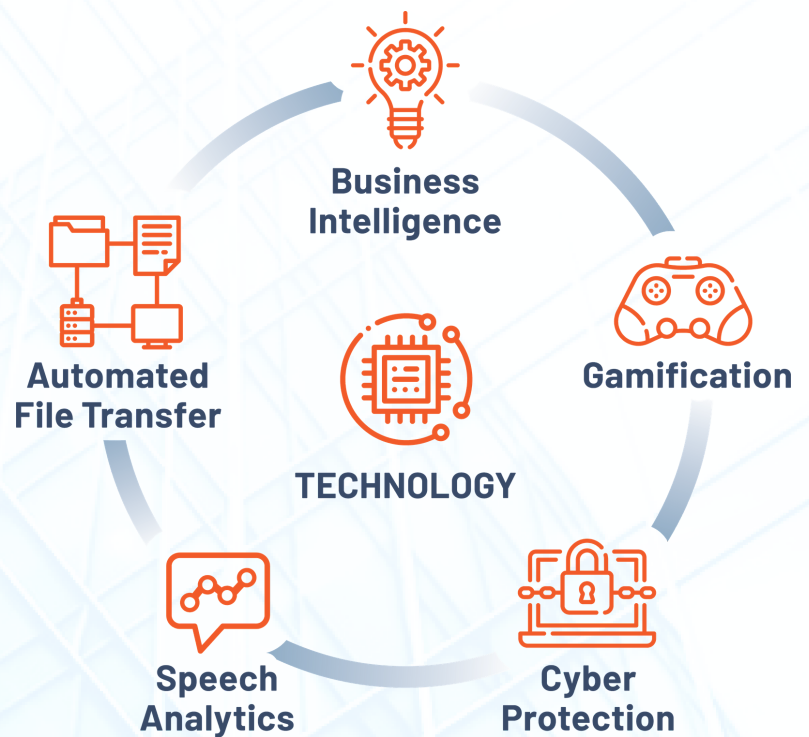 Business
Intelligence
Gamification
Cyber
Protection
Speech
Analytics
Automated
File Transfer
TECHNOLOGY